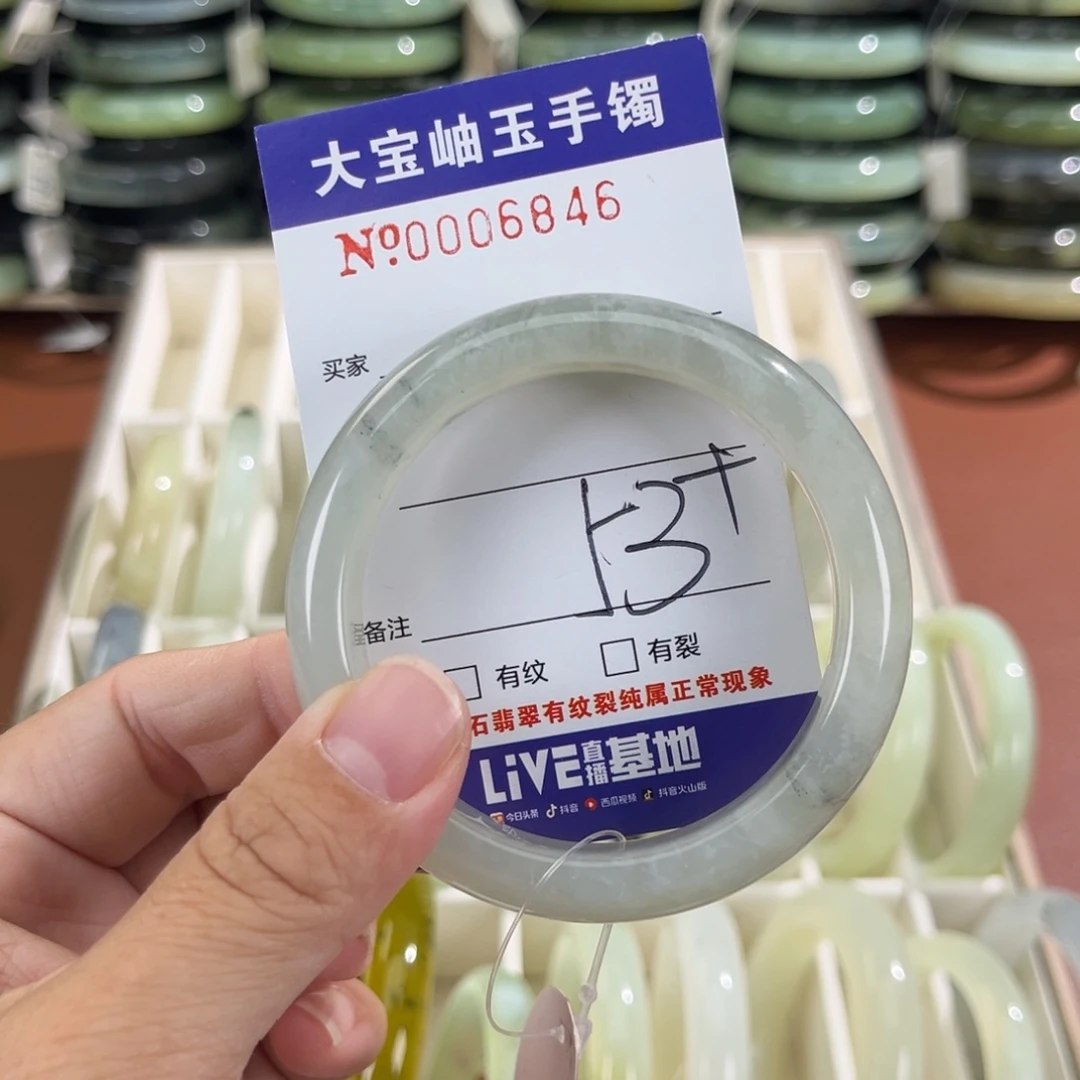 大宝岫玉手镯
Nº:0006846
买家
13+
备注
有纹
有裂
石翡翠有纹裂纯属正常现象
LiVE直播基地
今日头条 抖音 西瓜视频 抖音火山版